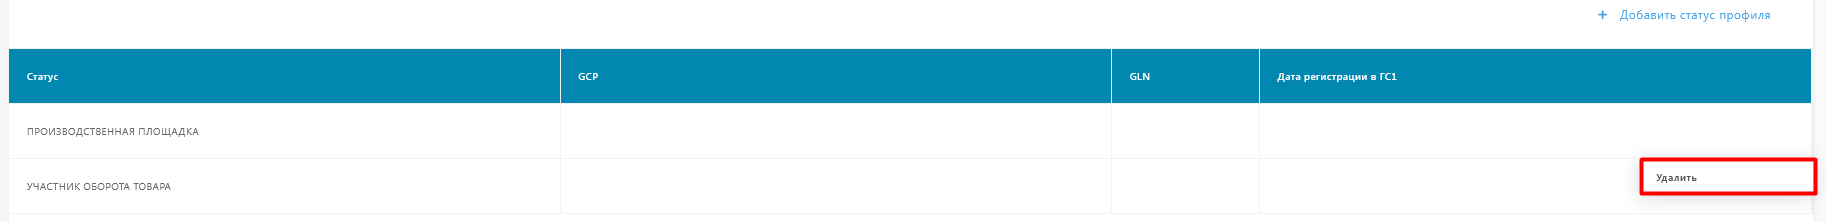 + Добавить статус профиля
Статус GCP GLN Дата регистрации в ГС1
ПРОИЗВОДСТВЕННАЯ ПЛОЩАДКА
УЧАСТНИК ОБОРОТА ТОВАРА Удалить